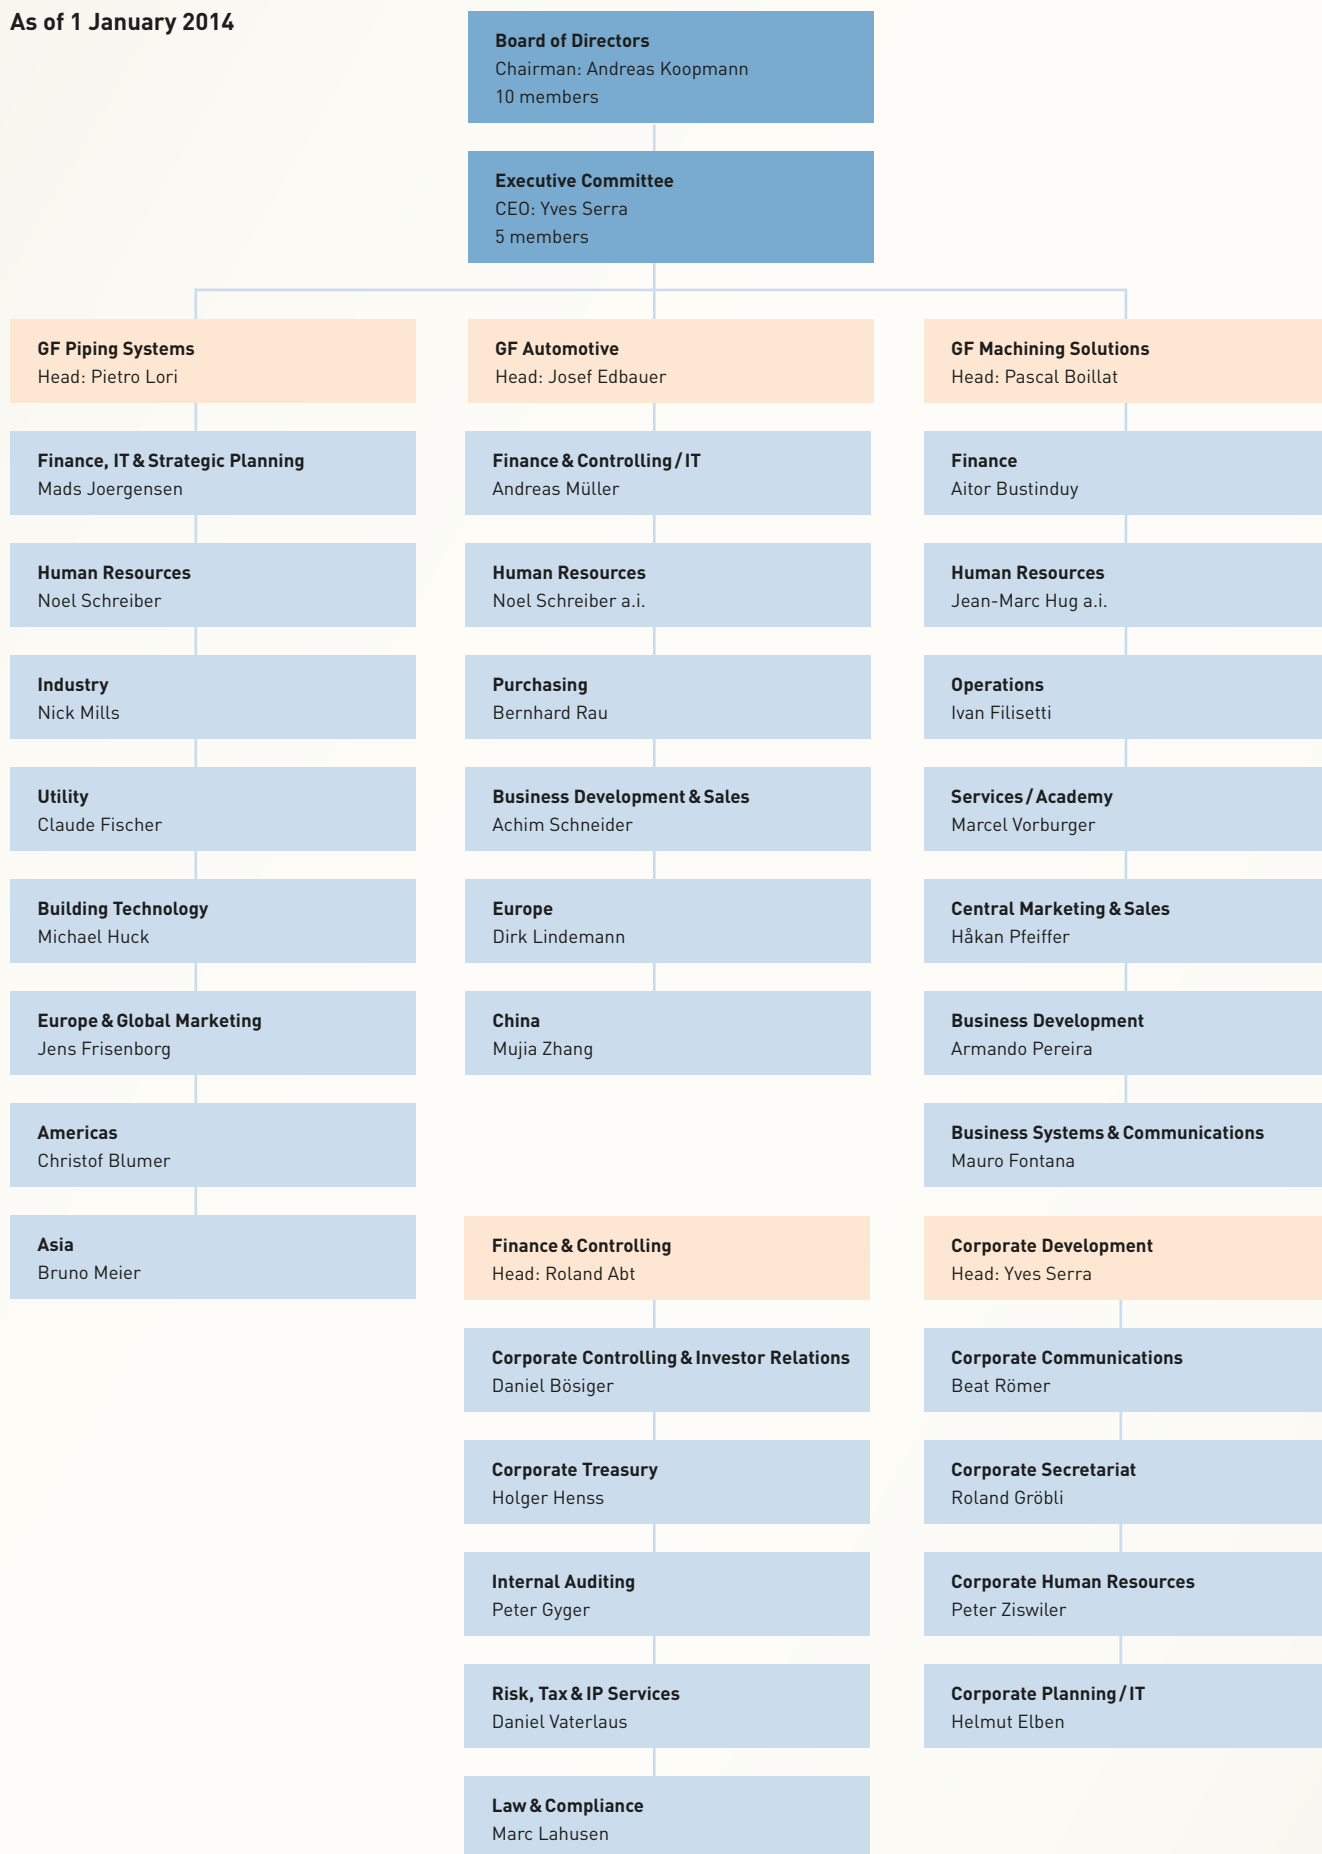 As of 1 January 2014
Board of Directors
Chairman: Andreas Koopmann
10 members
Executive Committee
CEO: Yves Serra
5 members
GF Piping Systems
Head: Pietro Lori
Finance, IT & Strategic Planning
Mads Joergensen
Human Resources
Noel Schreiber
Industry
Nick Mills
Utility
Claude Fischer
Building Technology
Michael Huck
Europe & Global Marketing
Jens Frisenborg
Americas
Christof Blumer
Asia
Bruno Meier
GF Automotive
Head: Josef Edbauer
Finance & Controlling / IT
Andreas Müller
Human Resources
Noel Schreiber a.i.
Purchasing
Bernhard Rau
Business Development & Sales
Achim Schneider
Europe
Dirk Lindemann
China
Mujia Zhang
GF Machining Solutions
Head: Pascal Boillat
Finance
Aitor Bustinduy
Human Resources
Jean-Marc Hug a.i.
Operations
Ivan Filisetti
Services / Academy
Marcel Vorburger
Central Marketing & Sales
Håkan Pfeiffer
Business Development
Armando Pereira
Business Systems & Communications
Mauro Fontana
Finance & Controlling
Head: Roland Abt
Corporate Controlling & Investor Relations
Daniel Bösiger
Corporate Treasury
Holger Henss
Internal Auditing
Peter Gyger
Risk, Tax & IP Services
Daniel Vaterlaus
Law & Compliance
Marc Lahusen
Corporate Development
Head: Yves Serra
Corporate Communications
Beat Römer
Corporate Secretariat
Roland Gröbli
Corporate Human Resources
Peter Ziswiler
Corporate Planning / IT
Helmut Elben